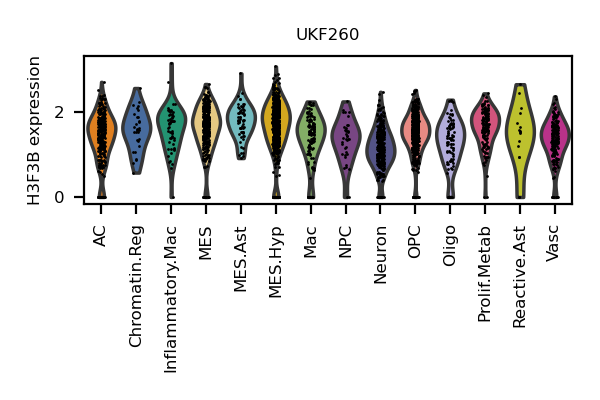 UKF260
H3F3B expression
2
0
AC
Chromatin.Reg
Inflammatory.Mac
MES
MES.Ast
MES.Hyp
Mac
NPC
Neuron
OPC
Oligo
Prolif.Metab
Reactive.Ast
Vasc